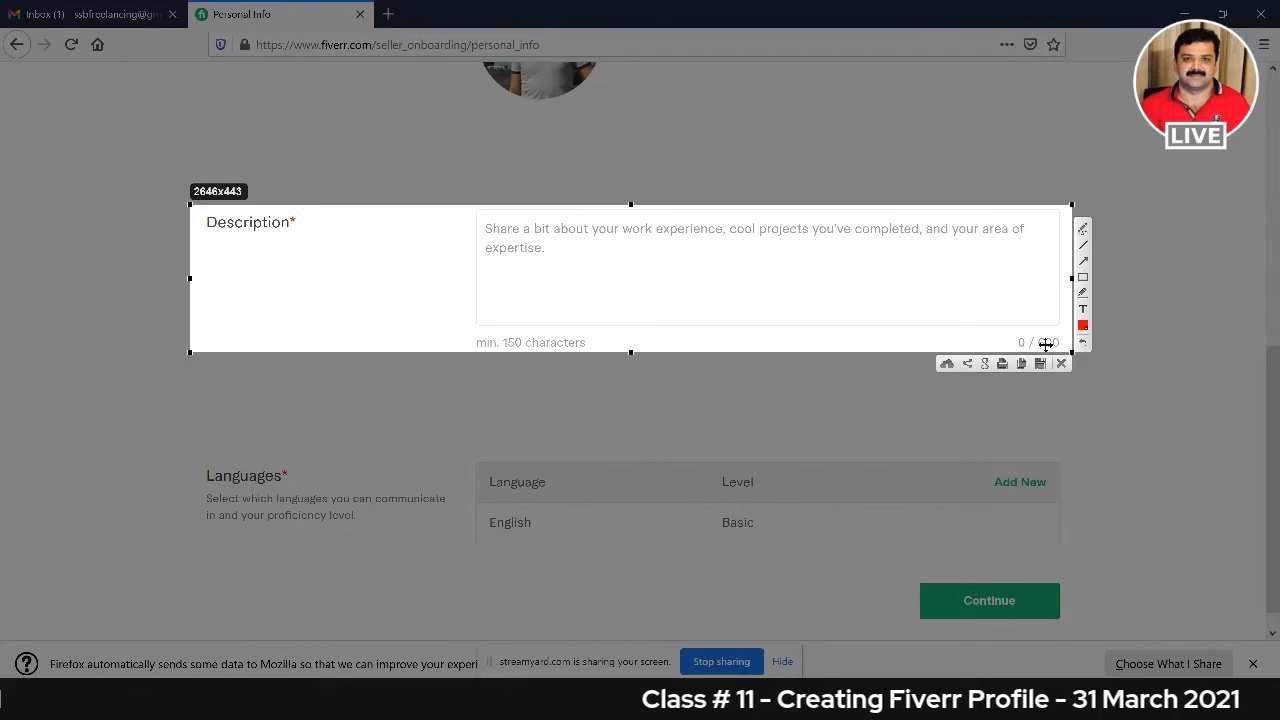 Inbox (1) - ssbfreelancing@gm
Personal Info
https://www.fiverr.com/seller_onboarding/personal_info
LIVE
2646x443
Description*
Share a bit about your work experience, cool projects you've completed, and your area of
expertise.
min. 150 characters
0 /
Languages*
Select which languages you can communicate
in and your proficiency level.
Language Level Add New
English Basic
Continue
Firefox automatically sends some data to Mozilla so that we can improve your experi
streamyard.com is sharing your screen.
Stop sharing
Hide
Choose What I Share
Class # 11 - Creating Fiverr Profile - 31 March 2021